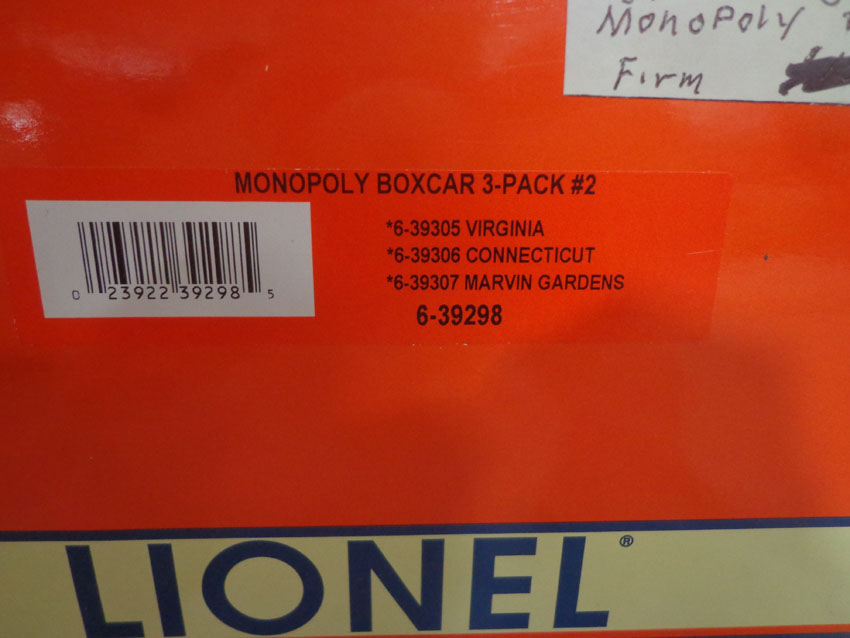 Monopoly
Firm
MONOPOLY BOXCAR 3-PACK #2
*6-39305 VIRGINIA
*6-39306 CONNECTICUT
*6-39307 MARVIN GARDENS
6-39298
0 23922 39298 5
LIONEL®